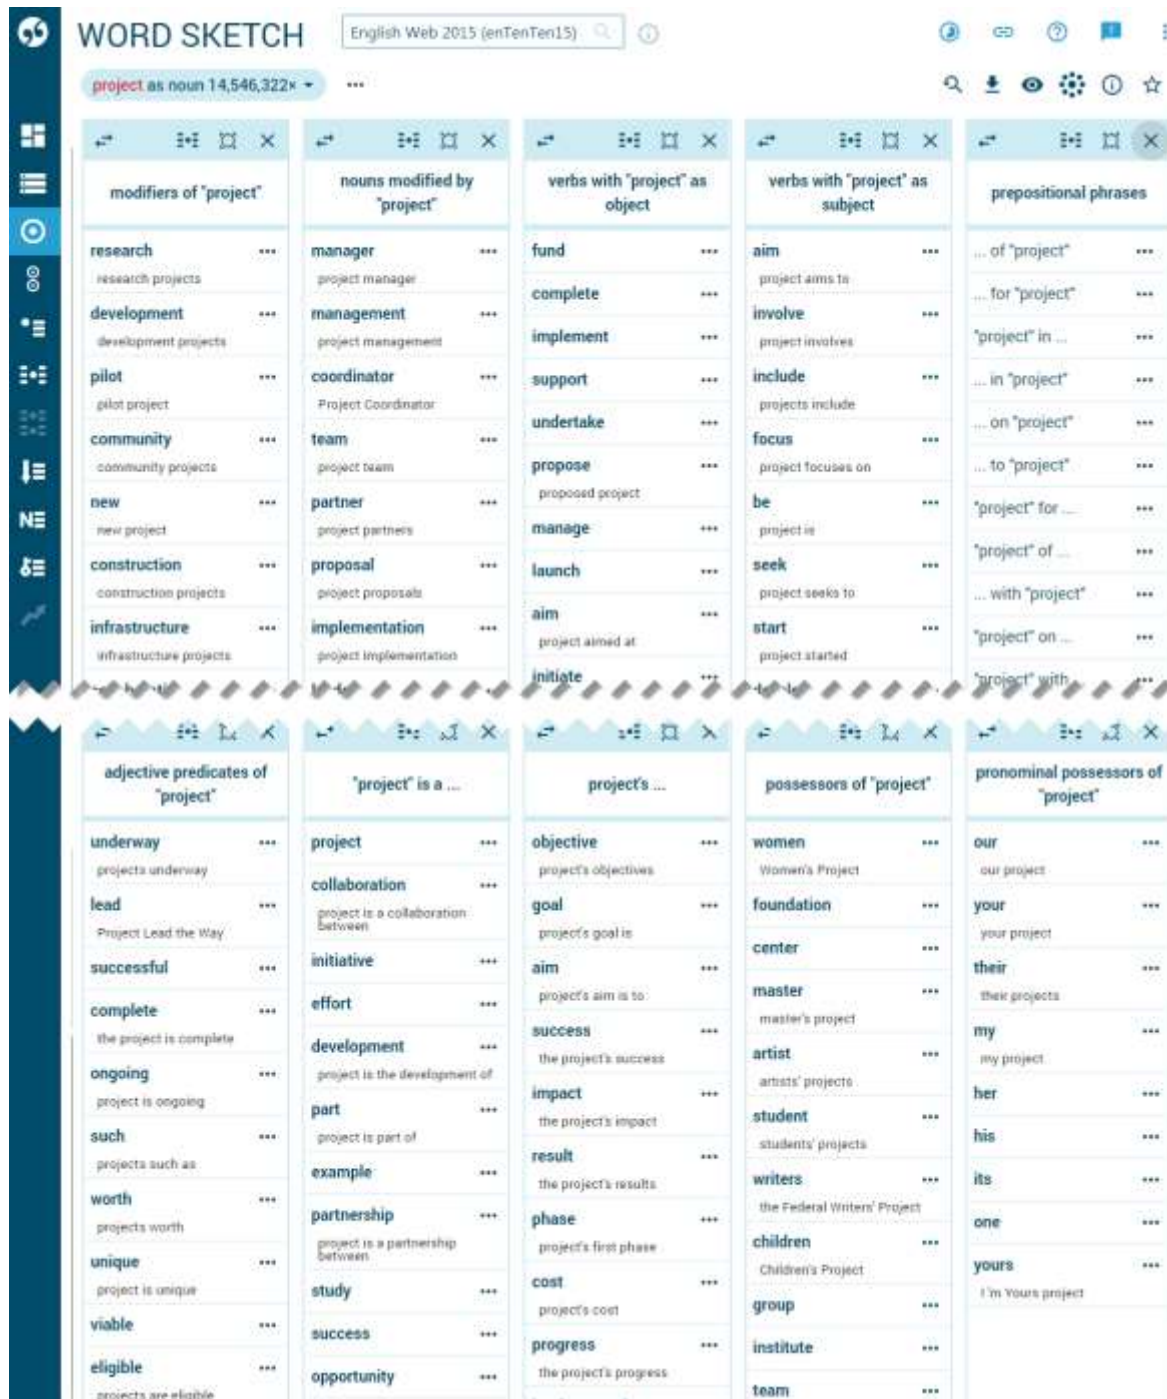 WORD SKETCH
English Web 2015 (enTenTen15)
project as noun 14,546,322×
modifiers of "project"
research
research projects
development
development projects
pilot
pilot project
community
community projects
new
new project
construction
construction projects
infrastructure
infrastructure projects
nouns modified by
"project"
manager
project manager
management
project management
coordinator
Project Coordinator
team
project team
partner
project partners
proposal
project proposals
implementation
project implementation
verbs with "project" as
object
fund
complete
implement
support
undertake
propose
proposed project
manage
launch
aim
project aimed at
initiate
verbs with "project" as
subject
aim
project aims to
involve
project involves
include
projects include
focus
project focuses on
be
project is
seek
project seeks to
start
project started
prepositional phrases
... of "project"
... for "project"
"project" in ...
... in "project"
... on "project"
... to "project"
"project" for ...
"project" of ...
... with "project"
"project" on ...
"project" with
adjective predicates of
"project"
underway
projects underway
lead
Project Lead the Way
successful
complete
the project is complete
ongoing
project is ongoing
such
projects such as
worth
projects worth
unique
project is unique
viable
eligible
projects are eligible
"project" is a ...
project
collaboration
project is a collaboration
between
initiative
effort
development
project is the development of
part
project is part of
example
partnership
project is a partnership
between
study
success
opportunity
project's ...
objective
project's objectives
goal
project's goal is
aim
project's aim is to
success
the project's success
impact
the project's impact
result
the project's results
phase
project's first phase
cost
project's cost
progress
the project's progress
possessors of "project"
women
Women's Project
foundation
center
master
master's project
artist
artists' projects
student
students' projects
writers
the Federal Writers' Project
children
Children's Project
group
institute
team
pronominal possessors of
"project"
our
our project
your
your project
their
their projects
my
my project
her
his
its
one
yours
I 'm Yours project